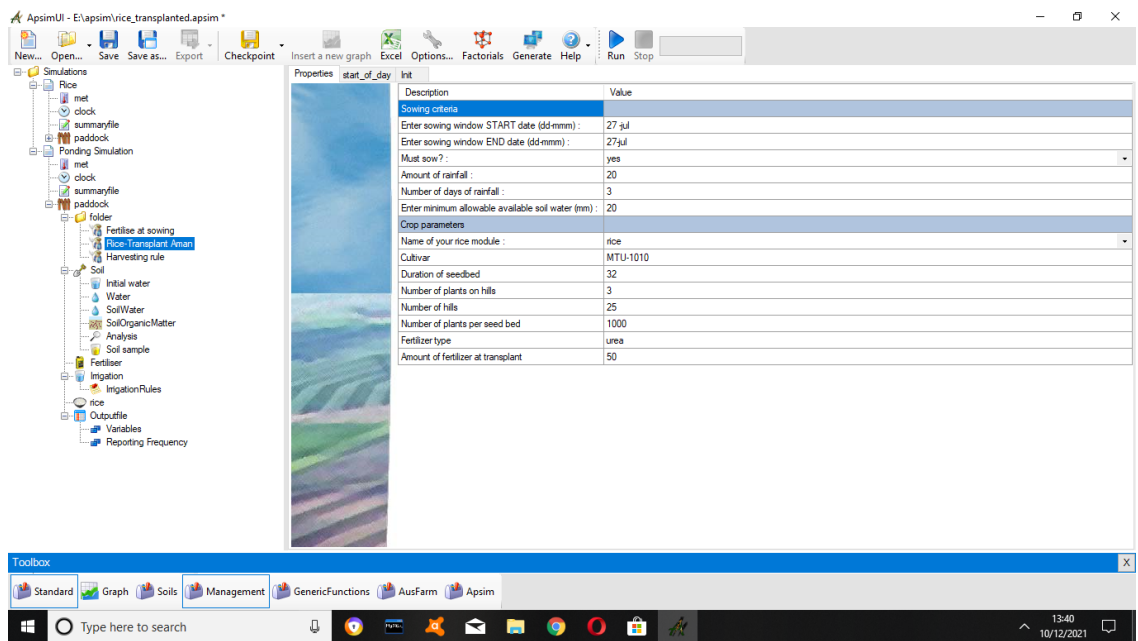 ApsimUI - E:\apsim\rice_transplanted.apsim *
New... Open... Save Save as... Export Checkpoint Insert a new graph Excel Options... Factorials Generate Help Run Stop
Simulations
Rice
met
clock
summaryfile
paddock
Ponding Simulation
met
clock
summaryfile
paddock
folder
Fertilise at sowing
Rice-Transplant Aman
Harvesting rule
Soil
Initial water
Water
SoilWater
SoilOrganicMatter
Analysis
Soil sample
Fertiliser
Irrigation
IrrigationRules
rice
Outputfile
Variables
Reporting Frequency
Properties start_of_day Init
Description Value
Sowing criteria
Enter sowing window START date (dd-mmm) : 27 -jul
Enter sowing window END date (dd-mmm) : 27-jul
Must sow? : yes
Amount of rainfall : 20
Number of days of rainfall : 3
Enter minimum allowable available soil water (mm) : 20
Crop parameters
Name of your rice module : rice
Cultivar MTU-1010
Duration of seedbed 32
Number of plants on hills 3
Number of hills 25
Number of plants per seed bed 1000
Fertilizer type urea
Amount of fertilizer at transplant 50
Toolbox X
Standard Graph Soils Management GenericFunctions AusFarm Apsim
Type here to search
13:40
10/12/2021